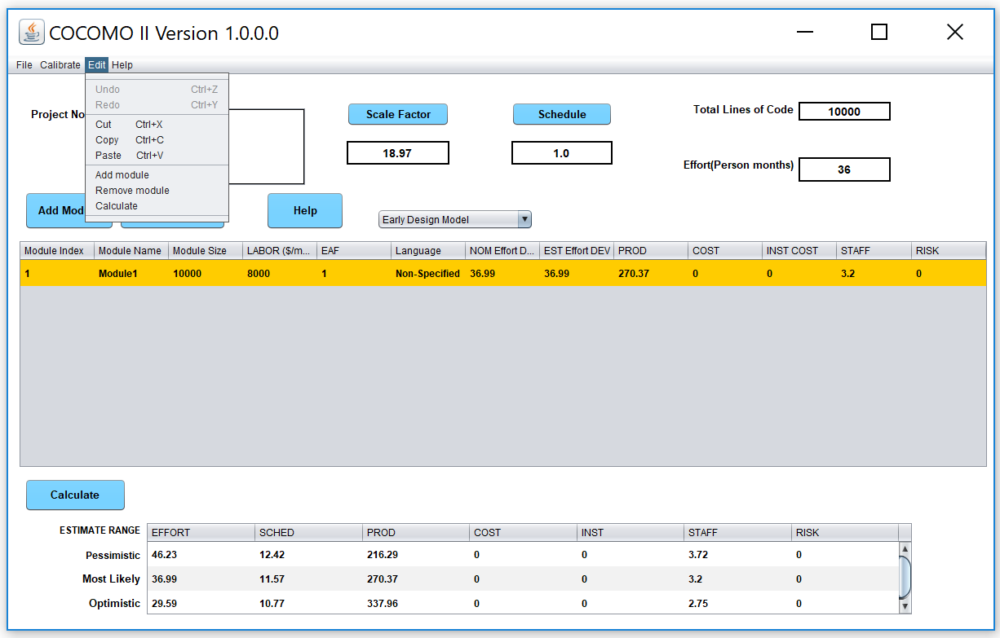 COCOMO II Version 1.0.0.0
File Calibrate Edit Help
Undo Ctrl+Z
Redo Ctrl+Y
Cut Ctrl+X
Copy Ctrl+C
Paste Ctrl+V
Add module
Remove module
Calculate
Project No
Scale Factor
18.97
Schedule
1.0
Total Lines of Code 10000
Effort(Person months) 36
Add Mod
Help
Early Design Model
Module Index Module Name Module Size LABOR ($/m... EAF Language NOM Effort D... EST Effort DEV PROD COST INST COST STAFF RISK
1 Module1 10000 8000 1 Non-Specified 36.99 36.99 270.37 0 0 3.2 0
Calculate
ESTIMATE RANGE EFFORT SCHED PROD COST INST STAFF RISK
Pessimistic 46.23 12.42 216.29 0 0 3.72 0
Most Likely 36.99 11.57 270.37 0 0 3.2 0
Optimistic 29.59 10.77 337.96 0 0 2.75 0